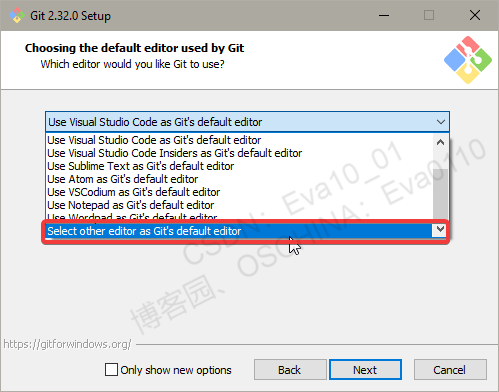 Git 2.32.0 Setup
Choosing the default editor used by Git
Which editor would you like Git to use?
Use Visual Studio Code as Git's default editor
Use Visual Studio Code as Git's default editor
Use Visual Studio Code Insiders as Git's default editor
Use Sublime Text as Git's default editor
Use Atom as Git's default editor
Use VSCodium as Git's default editor
Use Notepad as Git's default editor
Use Wordpad as Git's default editor
Select other editor as Git's default editor
CSDN：Eva10_01
博客园、OSCHINA：Eva0110
https://gitforwindows.org/
Only show new options
Back
Next
Cancel